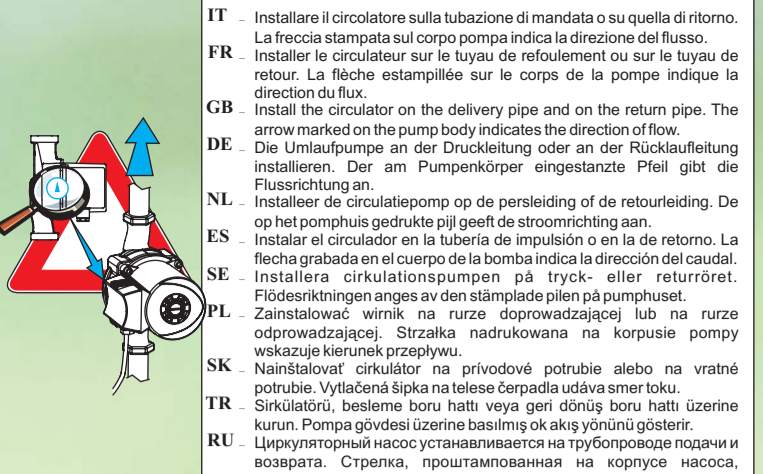 IT – Installare il circolatore sulla tubazione di mandata o su quella di ritorno.
La freccia stampata sul corpo pompa indica la direzione del flusso.
FR – Installer le circulateur sur le tuyau de refoulement ou sur le tuyau de
retour. La flèche estampillée sur le corps de la pompe indique la
direction du flux.
GB – Install the circulator on the delivery pipe and on the return pipe. The
arrow marked on the pump body indicates the direction of flow.
DE – Die Umlaufpumpe an der Druckleitung oder an der Rücklaufleitung
installieren. Der am Pumpenkörper eingestanzte Pfeil gibt die
Flussrichtung an.
NL – Installeer de circulatiepomp op de persleiding of de retourleiding. De
op het pomphuis gedrukte pijl geeft de stroomrichting aan.
ES – Instalar el circulador en la tubería de impulsión o en la de retorno. La
flecha grabada en el cuerpo de la bomba indica la dirección del caudal.
SE – Installera cirkulationspumpen på tryck- eller returröret.
Flödesriktningen anges av den stämplade pilen på pumphuset.
PL – Zainstalować wirnik na rurze doprowadzającej lub na rurze
odprowadzającej. Strzałka nadrukowana na korpusie pompy
wskazuje kierunek przepływu.
SK – Nainštalovať cirkulátor na prívodové potrubie alebo na vratné
potrubie. Vytlačená šipka na telese čerpadla udáva smer toku.
TR – Sirkülatörü, besleme boru hattı veya geri dönüş boru hattı üzerine
kurun. Pompa gövdesi üzerine basılmış ok akış yönünü gösterir.
RU – Циркуляторный насос устанавливается на трубопроводе подачи и
возврата. Стрелка, проштампованная на корпусе насоса,